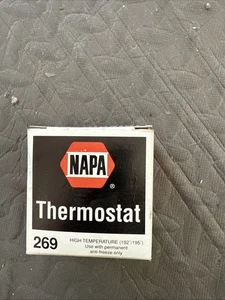 NAPA
®
Thermostat
269
HIGH TEMPERATURE (192°/195°)
Use with permanent
anti-freeze only